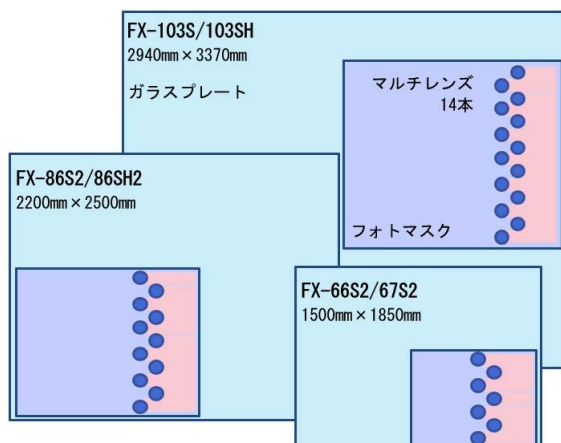 FX-103S/103SH
2940mm×3370mm
ガラスプレート
マルチレンズ
14本
フォトマスク
FX-86S2/86SH2
2200mm×2500mm
FX-66S2/67S2
1500mm×1850mm